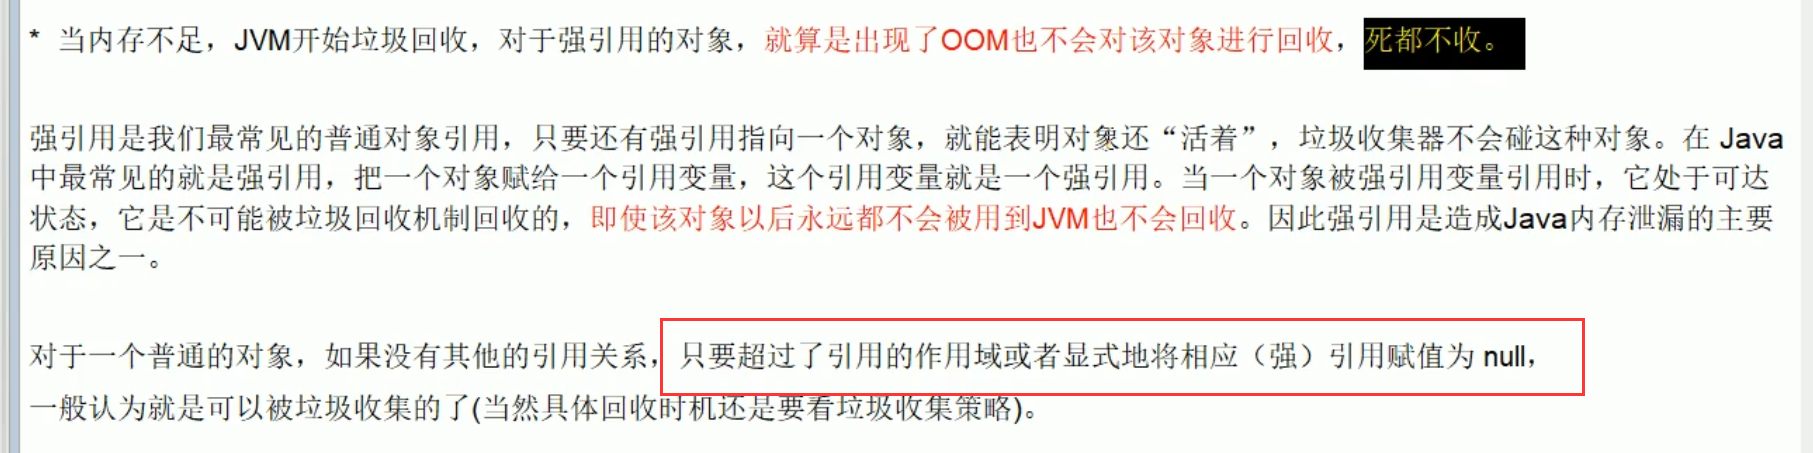 * 当内存不足，JVM开始垃圾回收，对于强引用的对象，就算是出现了OOM也不会对该对象进行回收，死都不收。
强引用是我们最常见的普通对象引用，只要还有强引用指向一个对象，就能表明对象还“活着”，垃圾收集器不会碰这种对象。在 Java
中最常见的就是强引用，把一个对象赋给一个引用变量，这个引用变量就是一个强引用。当一个对象被强引用变量引用时，它处于可达
状态，它是不可能被垃圾回收机制回收的，即使该对象以后永远都不会被用到JVM也不会回收。因此强引用是造成Java内存泄漏的主要
原因之一。
对于一个普通的对象，如果没有其他的引用关系，只要超过了引用的作用域或者显式地将相应（强）引用赋值为 null，
一般认为就是可以被垃圾收集的了(当然具体回收时机还是要看垃圾收集策略)。